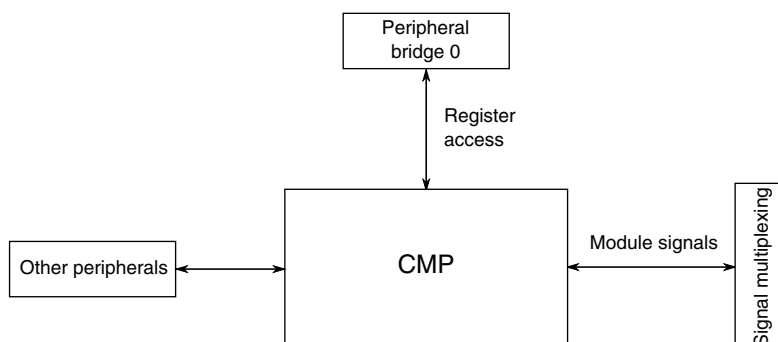 Peripheral
bridge 0
Register
access
Other peripherals
CMP
Module signals
Signal multiplexing